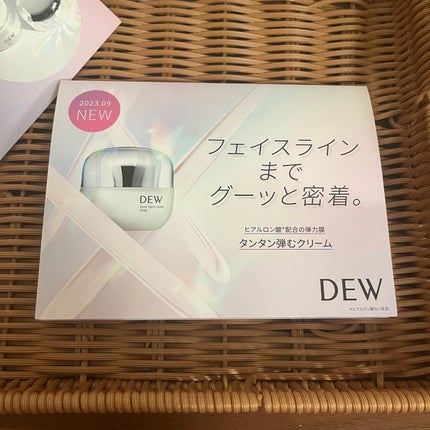 2023.09
NEW
フェイスライン
まで
グーッと密着。
DEW
ヒアルロン酸*配合の弾力膜
タンタン弾むクリーム
DEW
DEW